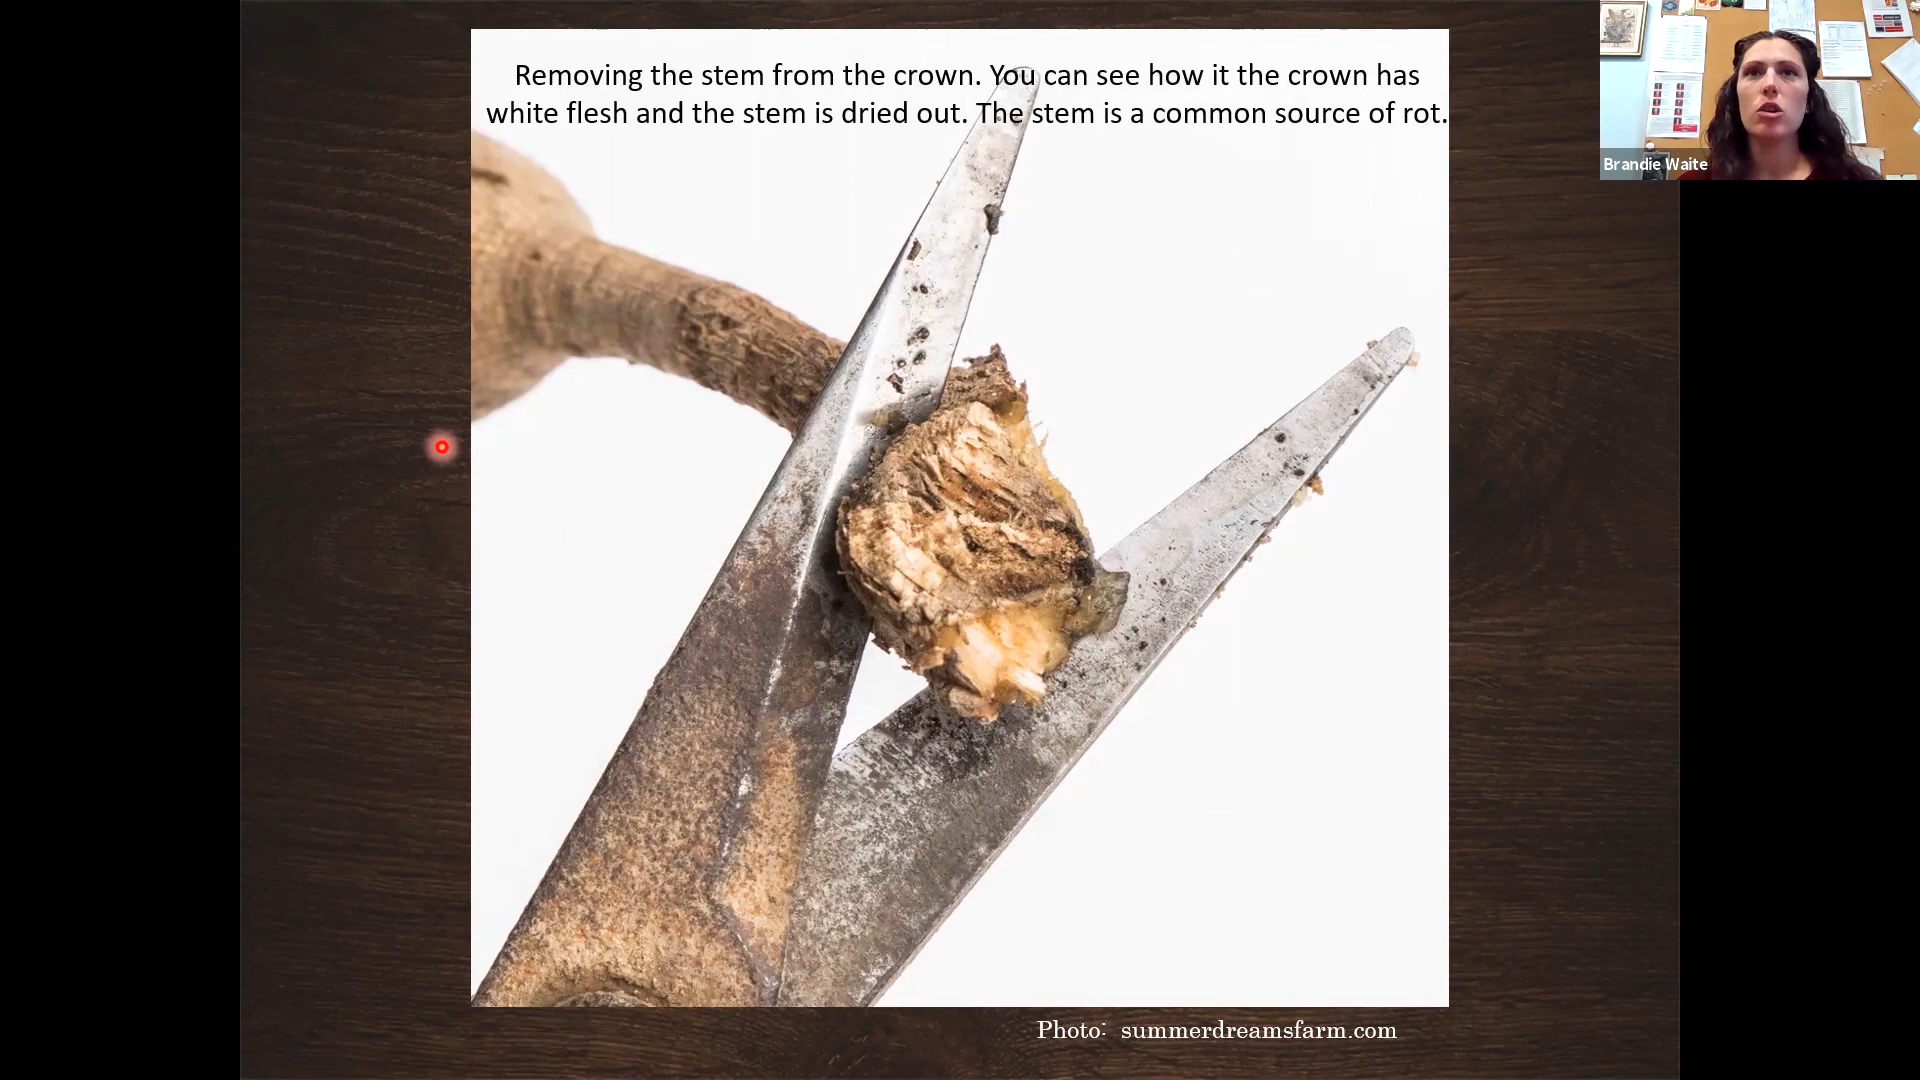 Removing the stem from the crown. You can see how it the crown has
white flesh and the stem is dried out. The stem is a common source of rot.
Brandie Waite
Photo: summerdreamsfarm.com